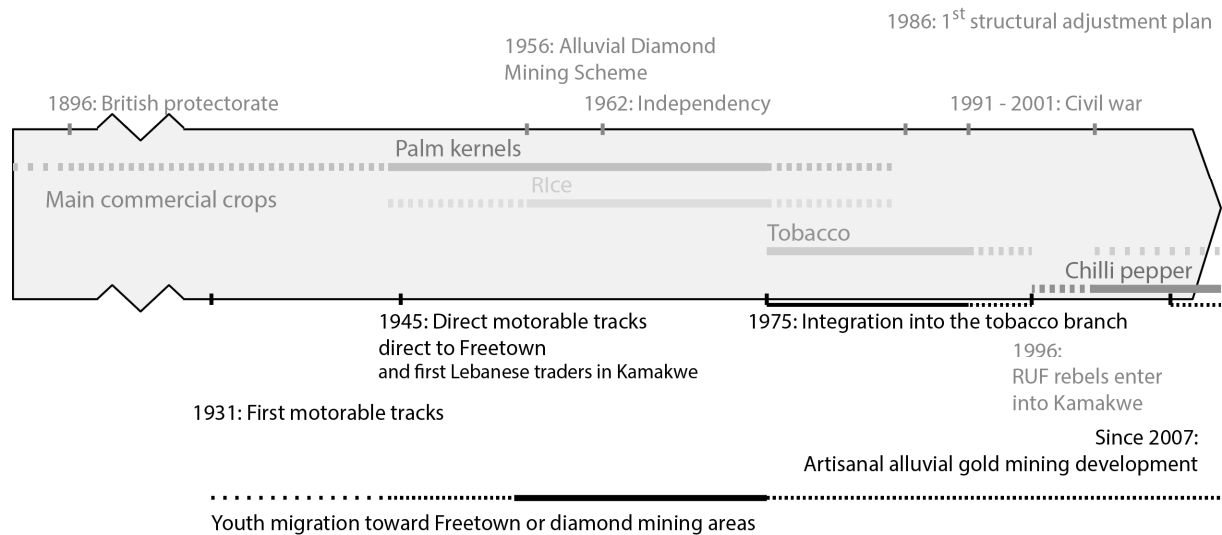 1986: 1st structural adjustment plan
1956: Alluvial Diamond
Mining Scheme
1896: British protectorate
1962: Independency
1991 - 2001: Civil war
Palm kernels
RIce
Main commercial crops
Tobacco
Chilli pepper
1945: Direct motorable tracks
direct to Freetown
and first Lebanese traders in Kamakwe
1975: Integration into the tobacco branch
1996:
RUF rebels enter
into Kamakwe
1931: First motorable tracks
Since 2007:
Artisanal alluvial gold mining development
Youth migration toward Freetown or diamond mining areas